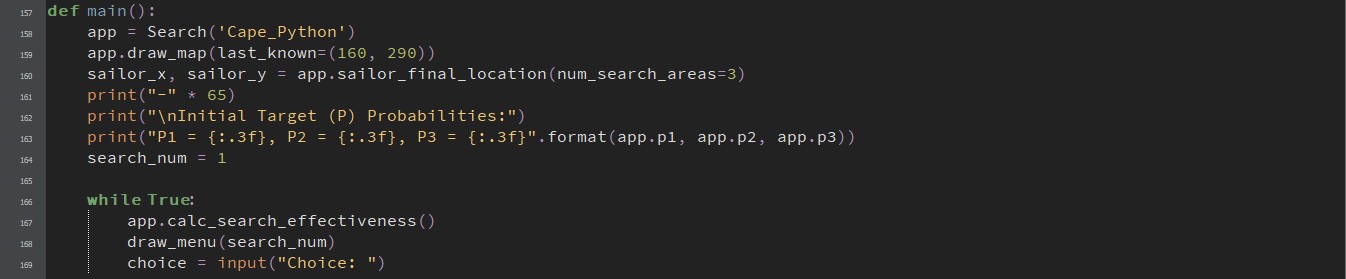 157 def main():
158     app = Search('Cape_Python')
159     app.draw_map(last_known=(160, 290))
160     sailor_x, sailor_y = app.sailor_final_location(num_search_areas=3)
161     print("-" * 65)
162     print("\nInitial Target (P) Probabilities:")
163     print("P1 = {:.3f}, P2 = {:.3f}, P3 = {:.3f}".format(app.p1, app.p2, app.p3))
164     search_num = 1
165
166     while True:
167         app.calc_search_effectiveness()
168         draw_menu(search_num)
169         choice = input("Choice: ")